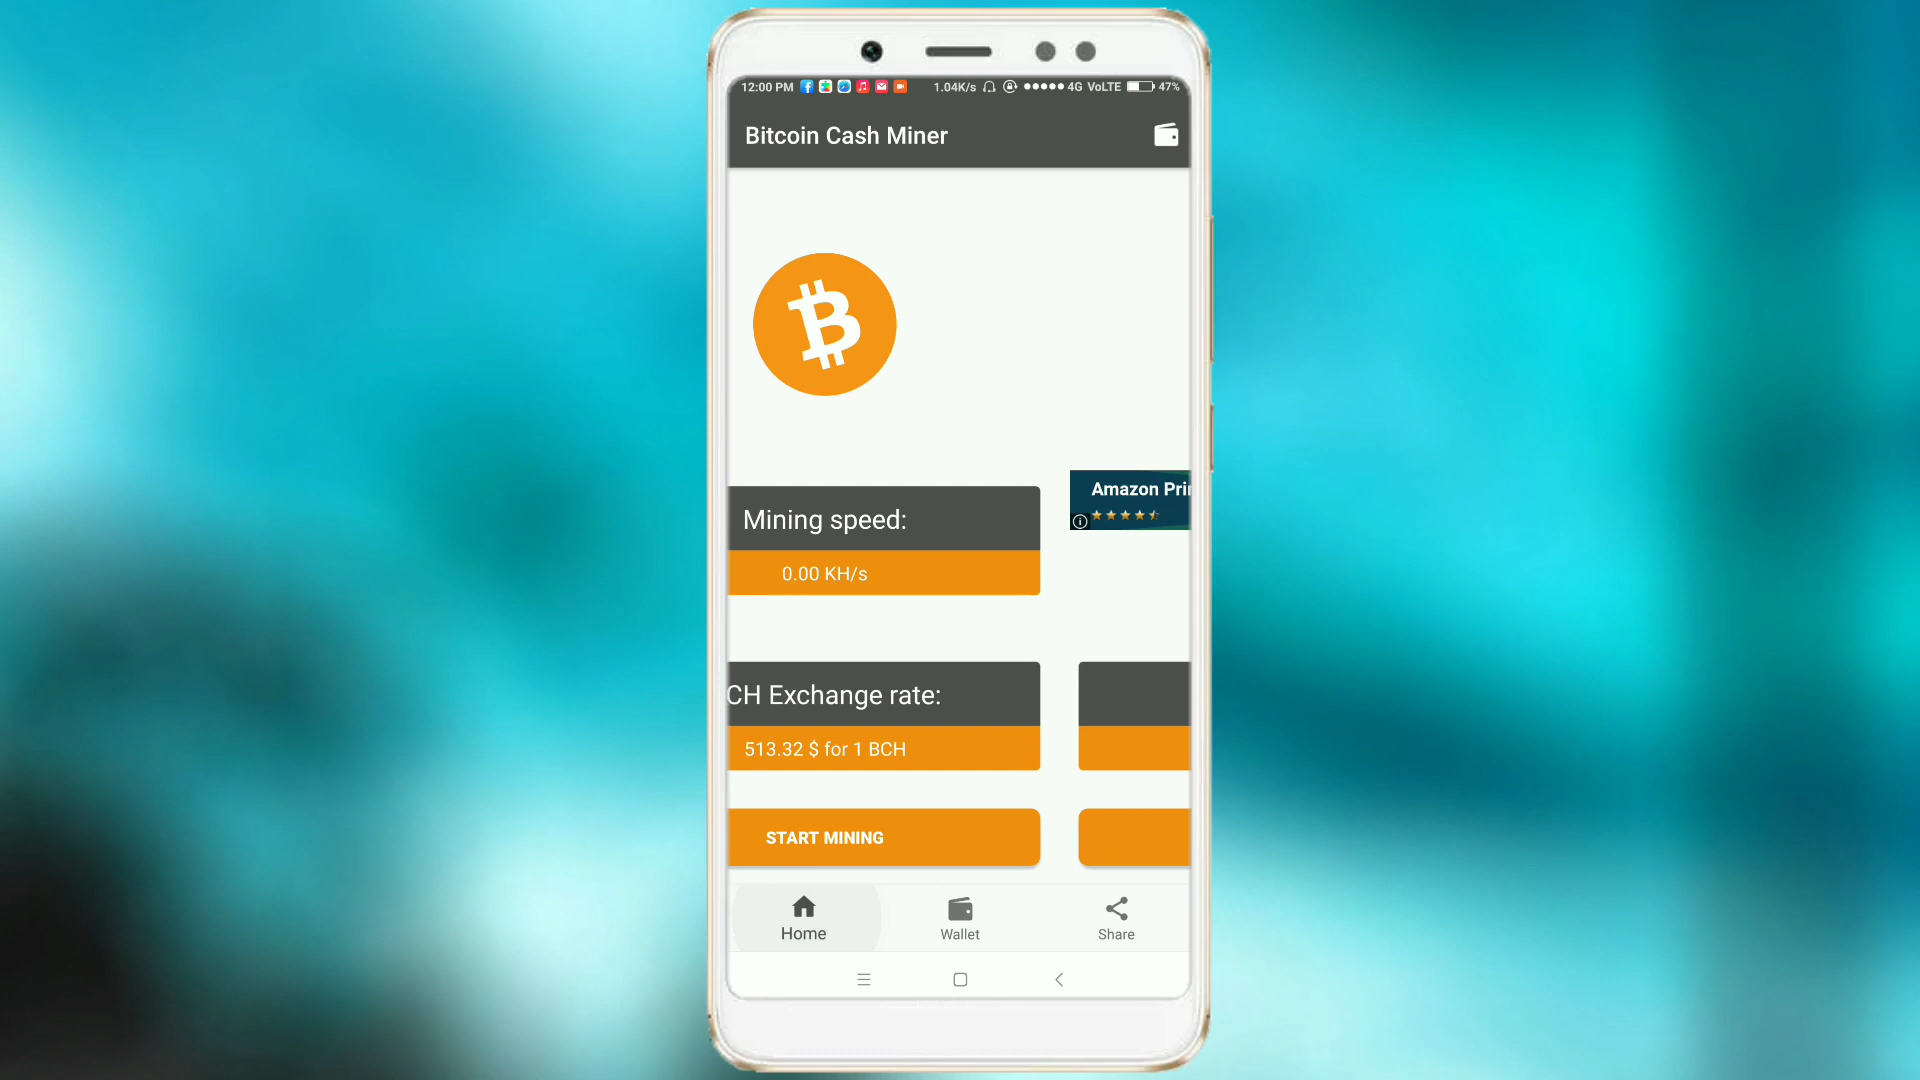 12:00 PM 1.04K/s 4G VoLTE 47%
Bitcoin Cash Miner
Amazon Pri
Mining speed:
0.00 KH/s
CH Exchange rate:
513.32 $ for 1 BCH
START MINING
Home Wallet Share